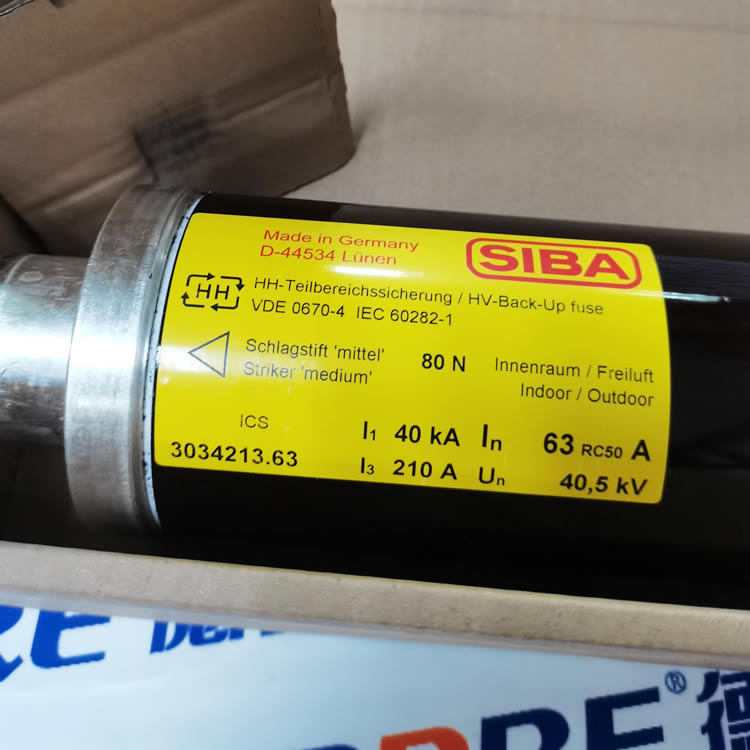 Made in Germany
D-44534 Lünen
SIBA
HH
HH-Teilbereichssicherung / HV-Back-Up fuse
VDE 0670-4 IEC 60282-1
Schlagstift 'mittel'
Striker 'medium'
80 N
Innenraum / Freiluft
Indoor / Outdoor
ICS
3034213.63
I₁ 40 kA
I₃ 210 A
Iₙ 63 RC50 A
Uₙ 40,5 kV
RE
®